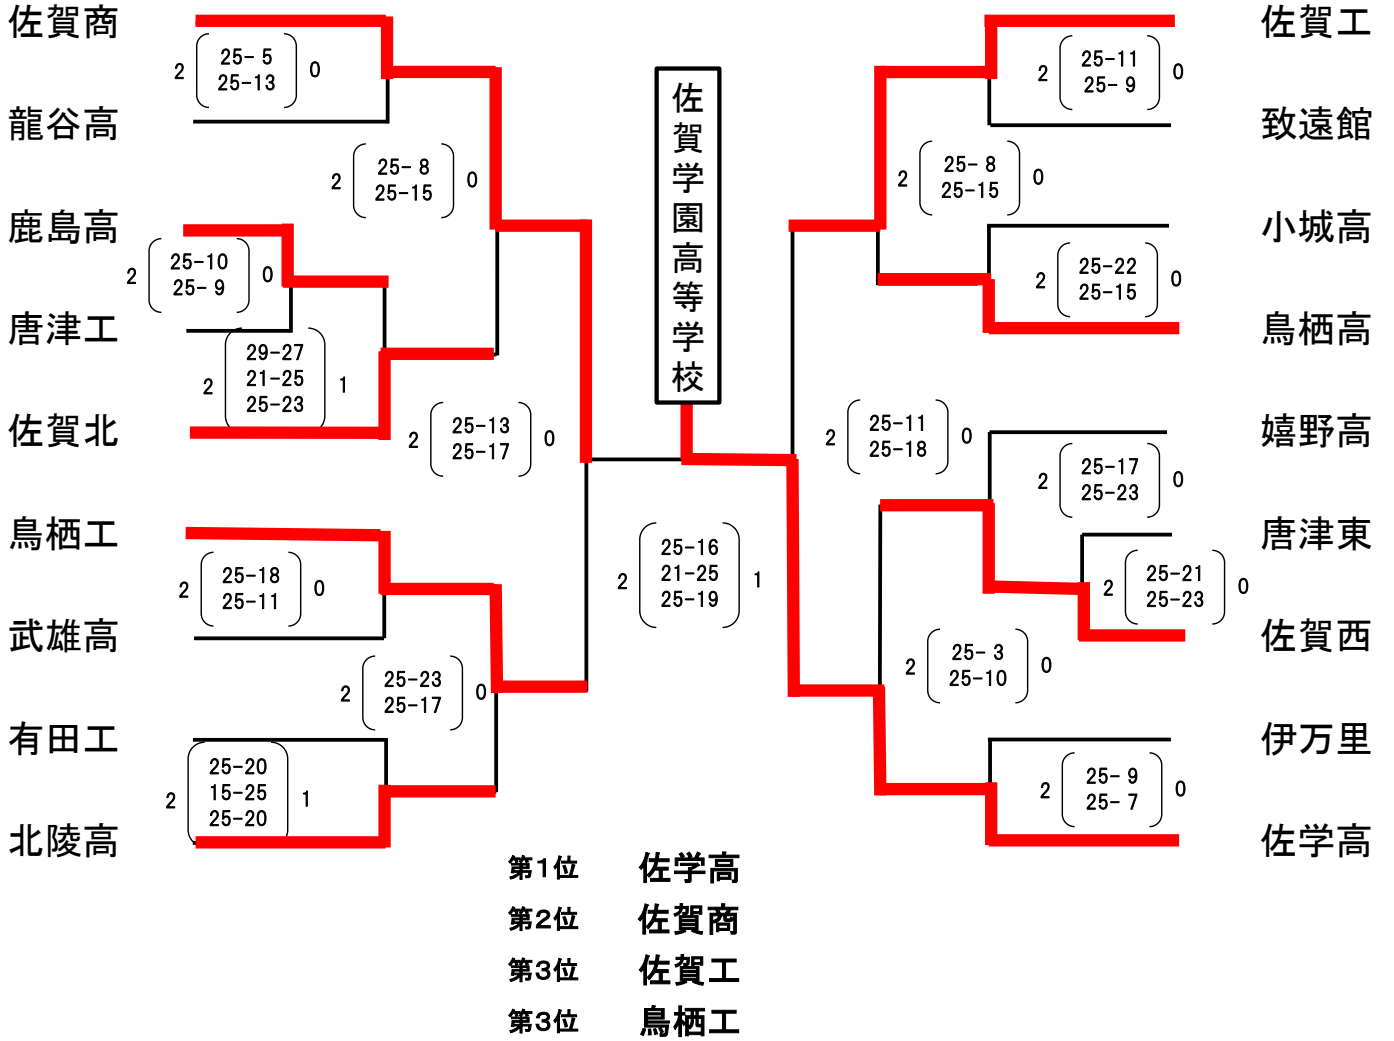 佐賀商
2 25- 5 0
25-13
龍谷高
2 25- 8 0
25-15
鹿島高
2 25-10 0
25- 9
唐津工
2 29-27 1
21-25
25-23
佐賀北
2 25-13 0
25-17
鳥栖工
2 25-18 0
25-11
武雄高
2 25-23 0
25-17
有田工
2 25-20 1
15-25
25-20
北陵高
佐賀学園高等学校
2 25-16 1
21-25
25-19
佐賀工
2 25-11 0
25- 9
致遠館
2 25- 8 0
25-15
小城高
2 25-22 0
25-15
鳥栖高
2 25-11 0
25-18
嬉野高
2 25-17 0
25-23
唐津東
2 25-21 0
25-23
佐賀西
2 25- 3 0
25-10
伊万里
2 25- 9 0
25- 7
佐学高
第1位 佐学高
第2位 佐賀商
第3位 佐賀工
第3位 鳥栖工